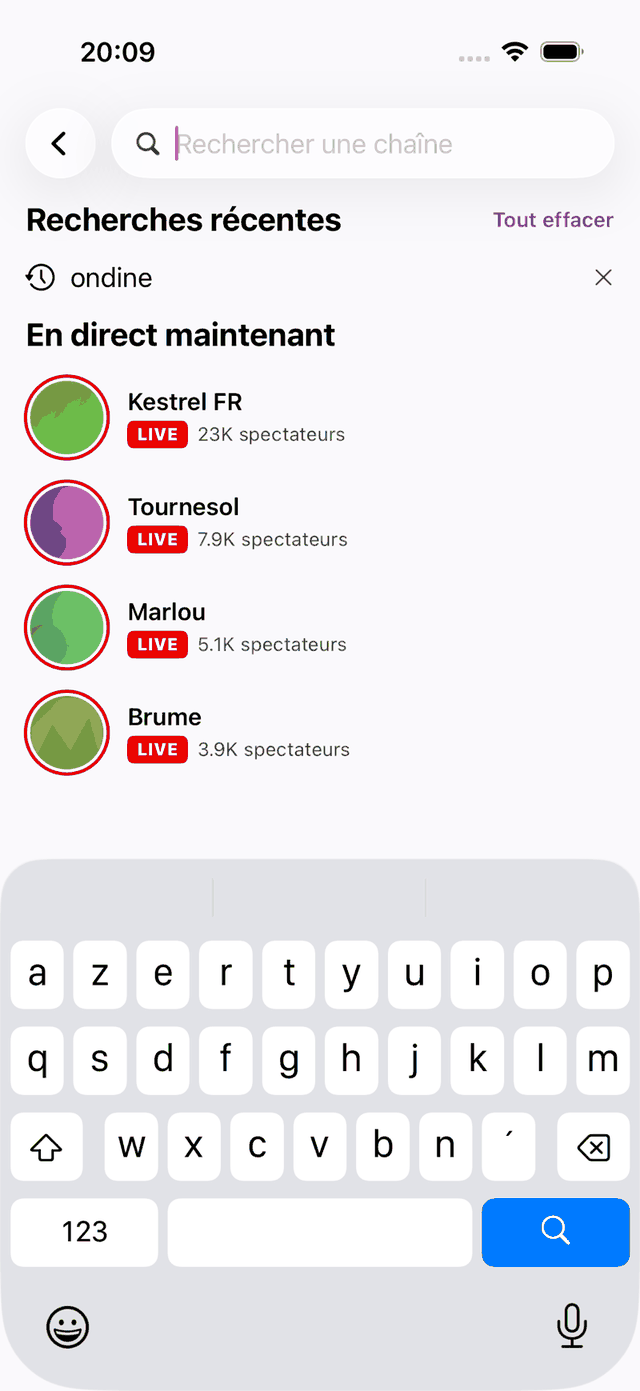 20:09
Rechercher une chaîne
Recherches récentes Tout effacer
ondine
En direct maintenant
Kestrel FR
LIVE 23K spectateurs
Tournesol
LIVE 7.9K spectateurs
Marlou
LIVE 5.1K spectateurs
Brume
LIVE 3.9K spectateurs
a z e r t y u i o p
q s d f g h j k l m
w x c v b n ´
123